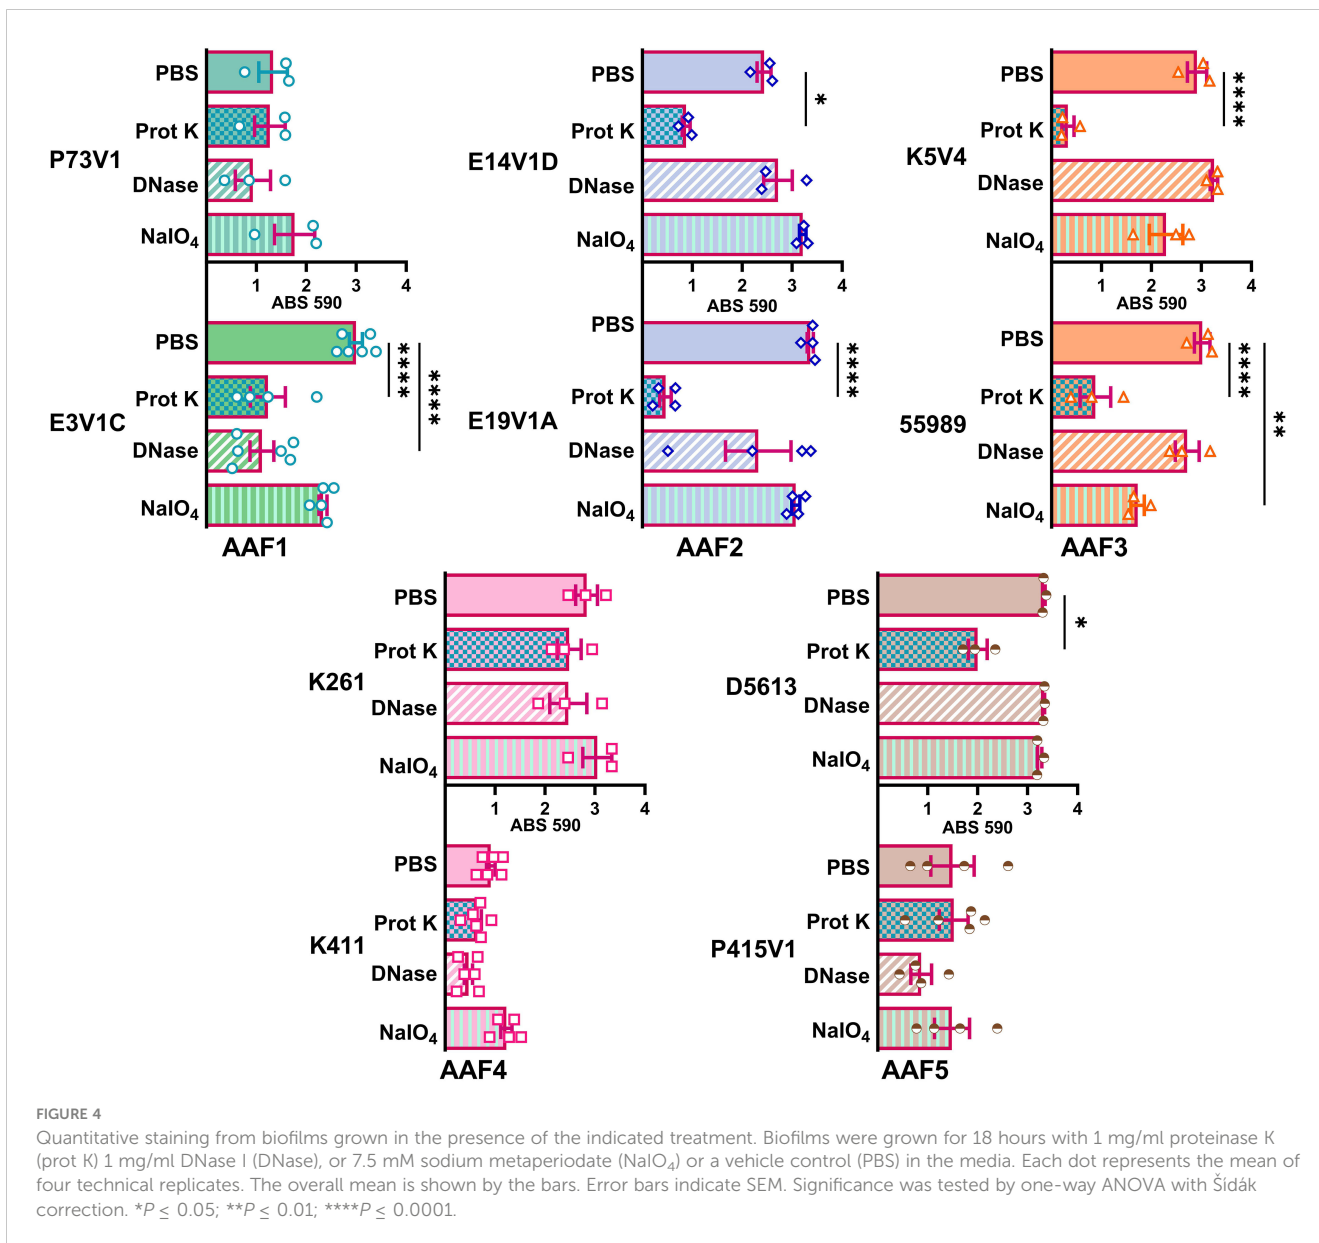 PBS
Prot K
P73V1
DNase
NaIO4
1 2 3 4
ABS 590
PBS
Prot K
E3V1C
DNase
NaIO4
****
****
AAF1
PBS
Prot K
E14V1D
DNase
NaIO4
*
1 2 3 4
ABS 590
PBS
Prot K
E19V1A
DNase
NaIO4
****
AAF2
PBS
Prot K
K5V4
DNase
NaIO4
****
1 2 3 4
ABS 590
PBS
Prot K
55989
DNase
NaIO4
****
**
AAF3
PBS
Prot K
K261
DNase
NaIO4
1 2 3 4
ABS 590
PBS
Prot K
K411
DNase
NaIO4
AAF4
PBS
Prot K
D5613
DNase
NaIO4
*
1 2 3 4
ABS 590
PBS
Prot K
P415V1
DNase
NaIO4
AAF5
FIGURE 4
Quantitative staining from biofilms grown in the presence of the indicated treatment. Biofilms were grown for 18 hours with 1 mg/ml proteinase K
(prot K) 1 mg/ml DNase I (DNase), or 7.5 mM sodium metaperiodate (NaIO4) or a vehicle control (PBS) in the media. Each dot represents the mean of
four technical replicates. The overall mean is shown by the bars. Error bars indicate SEM. Significance was tested by one-way ANOVA with Šídák
correction. *P ≤ 0.05; **P ≤ 0.01; ****P ≤ 0.0001.